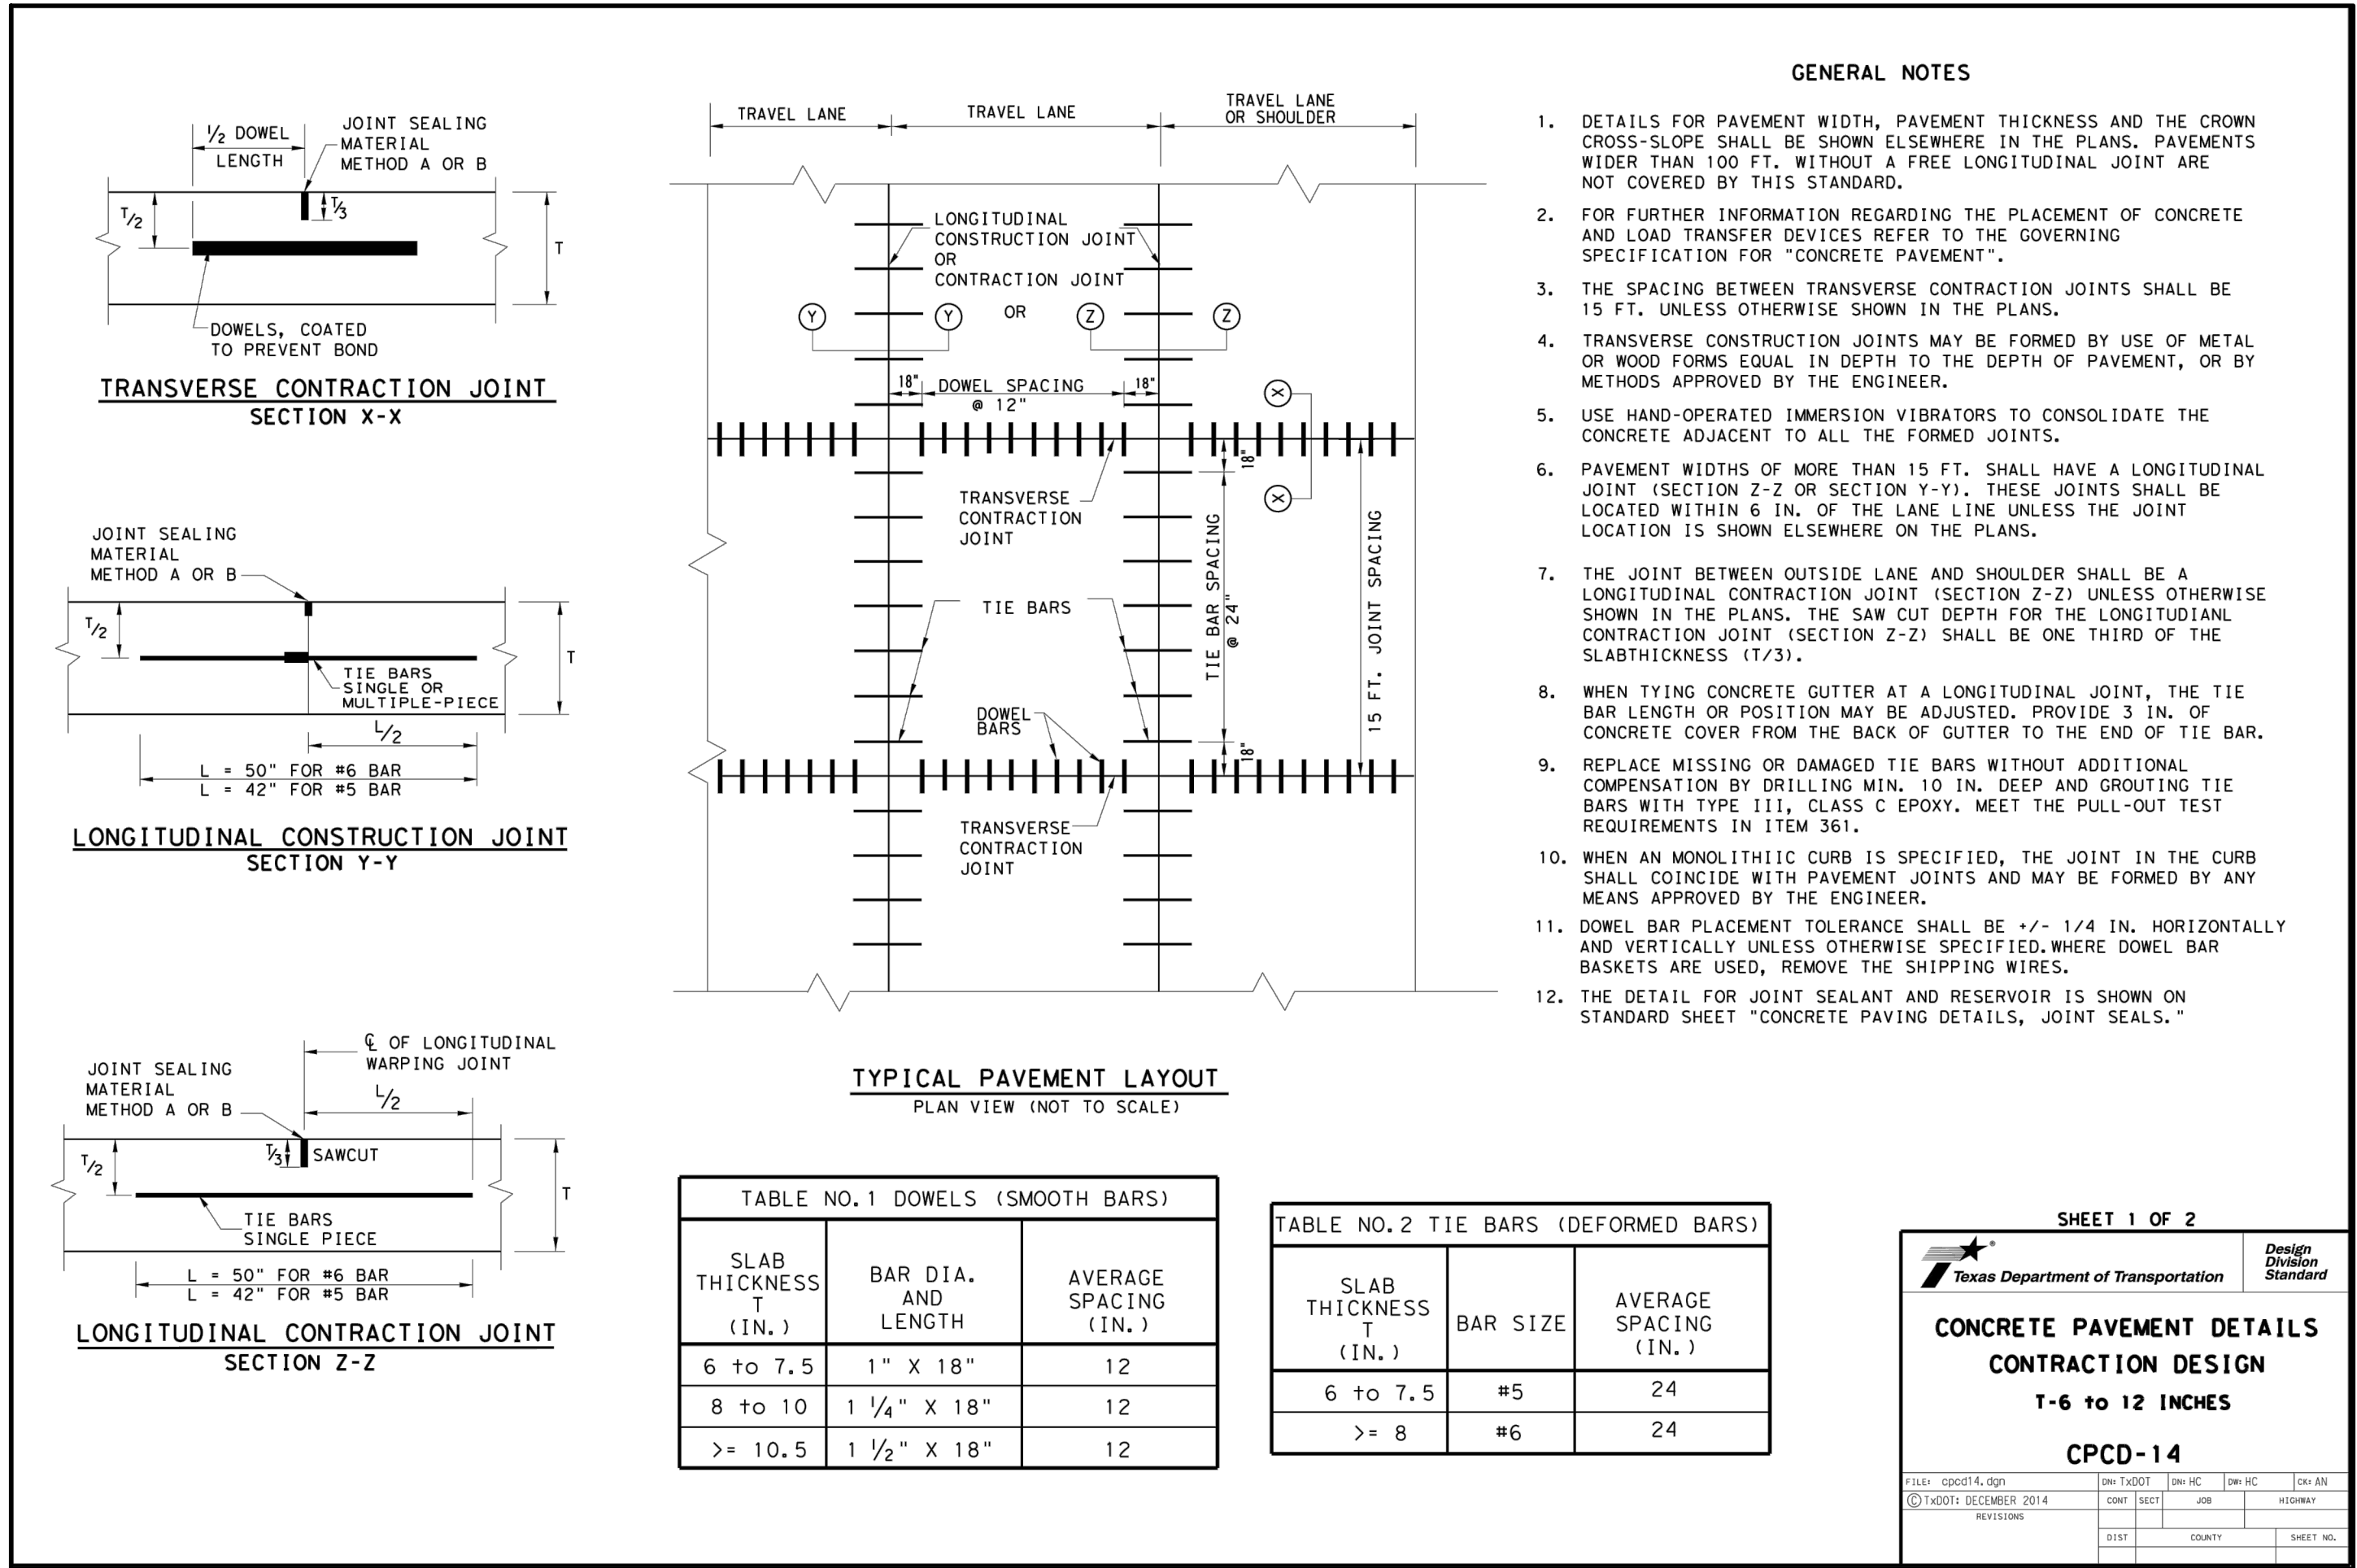 1/2 DOWEL
LENGTH
JOINT SEALING
MATERIAL
METHOD A OR B
T/2
T/3
T
DOWELS, COATED
TO PREVENT BOND
TRANSVERSE CONTRACTION JOINT
SECTION X-X
JOINT SEALING
MATERIAL
METHOD A OR B
T/2
T
TIE BARS
SINGLE OR
MULTIPLE-PIECE
L/2
L = 50" FOR #6 BAR
L = 42" FOR #5 BAR
LONGITUDINAL CONSTRUCTION JOINT
SECTION Y-Y
℄ OF LONGITUDINAL
WARPING JOINT
JOINT SEALING
MATERIAL
METHOD A OR B
L/2
T/2
T/3
SAWCUT
T
TIE BARS
SINGLE PIECE
L = 50" FOR #6 BAR
L = 42" FOR #5 BAR
LONGITUDINAL CONTRACTION JOINT
SECTION Z-Z
TRAVEL LANE
TRAVEL LANE
TRAVEL LANE
OR SHOULDER
LONGITUDINAL
CONSTRUCTION JOINT
OR
CONTRACTION JOINT
Y
Y
OR
Z
Z
18"
DOWEL SPACING
@ 12"
18"
X
X
18"
TRANSVERSE
CONTRACTION
JOINT
TIE BAR SPACING
@ 24"
15 FT. JOINT SPACING
TIE BARS
DOWEL
BARS
18"
TRANSVERSE
CONTRACTION
JOINT
TYPICAL PAVEMENT LAYOUT
PLAN VIEW (NOT TO SCALE)
TABLE NO.1 DOWELS (SMOOTH BARS)
SLAB
THICKNESS
T
(IN.)
BAR DIA.
AND
LENGTH
AVERAGE
SPACING
(IN.)
6 to 7.5 1" X 18" 12
8 to 10 1 1/4" X 18" 12
>= 10.5 1 1/2" X 18" 12
TABLE NO.2 TIE BARS (DEFORMED BARS)
SLAB
THICKNESS
T
(IN.)
BAR SIZE
AVERAGE
SPACING
(IN.)
6 to 7.5 #5 24
>= 8 #6 24
GENERAL NOTES
1. DETAILS FOR PAVEMENT WIDTH, PAVEMENT THICKNESS AND THE CROWN
CROSS-SLOPE SHALL BE SHOWN ELSEWHERE IN THE PLANS. PAVEMENTS
WIDER THAN 100 FT. WITHOUT A FREE LONGITUDINAL JOINT ARE
NOT COVERED BY THIS STANDARD.
2. FOR FURTHER INFORMATION REGARDING THE PLACEMENT OF CONCRETE
AND LOAD TRANSFER DEVICES REFER TO THE GOVERNING
SPECIFICATION FOR "CONCRETE PAVEMENT".
3. THE SPACING BETWEEN TRANSVERSE CONTRACTION JOINTS SHALL BE
15 FT. UNLESS OTHERWISE SHOWN IN THE PLANS.
4. TRANSVERSE CONSTRUCTION JOINTS MAY BE FORMED BY USE OF METAL
OR WOOD FORMS EQUAL IN DEPTH TO THE DEPTH OF PAVEMENT, OR BY
METHODS APPROVED BY THE ENGINEER.
5. USE HAND-OPERATED IMMERSION VIBRATORS TO CONSOLIDATE THE
CONCRETE ADJACENT TO ALL THE FORMED JOINTS.
6. PAVEMENT WIDTHS OF MORE THAN 15 FT. SHALL HAVE A LONGITUDINAL
JOINT (SECTION Z-Z OR SECTION Y-Y). THESE JOINTS SHALL BE
LOCATED WITHIN 6 IN. OF THE LANE LINE UNLESS THE JOINT
LOCATION IS SHOWN ELSEWHERE ON THE PLANS.
7. THE JOINT BETWEEN OUTSIDE LANE AND SHOULDER SHALL BE A
LONGITUDINAL CONTRACTION JOINT (SECTION Z-Z) UNLESS OTHERWISE
SHOWN IN THE PLANS. THE SAW CUT DEPTH FOR THE LONGITUDIANL
CONTRACTION JOINT (SECTION Z-Z) SHALL BE ONE THIRD OF THE
SLABTHICKNESS (T/3).
8. WHEN TYING CONCRETE GUTTER AT A LONGITUDINAL JOINT, THE TIE
BAR LENGTH OR POSITION MAY BE ADJUSTED. PROVIDE 3 IN. OF
CONCRETE COVER FROM THE BACK OF GUTTER TO THE END OF TIE BAR.
9. REPLACE MISSING OR DAMAGED TIE BARS WITHOUT ADDITIONAL
COMPENSATION BY DRILLING MIN. 10 IN. DEEP AND GROUTING TIE
BARS WITH TYPE III, CLASS C EPOXY. MEET THE PULL-OUT TEST
REQUIREMENTS IN ITEM 361.
10. WHEN AN MONOLITHIIC CURB IS SPECIFIED, THE JOINT IN THE CURB
SHALL COINCIDE WITH PAVEMENT JOINTS AND MAY BE FORMED BY ANY
MEANS APPROVED BY THE ENGINEER.
11. DOWEL BAR PLACEMENT TOLERANCE SHALL BE +/- 1/4 IN. HORIZONTALLY
AND VERTICALLY UNLESS OTHERWISE SPECIFIED.WHERE DOWEL BAR
BASKETS ARE USED, REMOVE THE SHIPPING WIRES.
12. THE DETAIL FOR JOINT SEALANT AND RESERVOIR IS SHOWN ON
STANDARD SHEET "CONCRETE PAVING DETAILS, JOINT SEALS."
SHEET 1 OF 2
®
Texas Department of Transportation
Design
Division
Standard
CONCRETE PAVEMENT DETAILS
CONTRACTION DESIGN
T-6 to 12 INCHES
CPCD-14
FILE: cpcd14.dgn DN: TxDOT DN: HC DW: HC CK: AN
© TxDOT: DECEMBER 2014 CONT SECT JOB HIGHWAY
REVISIONS
DIST COUNTY SHEET NO.